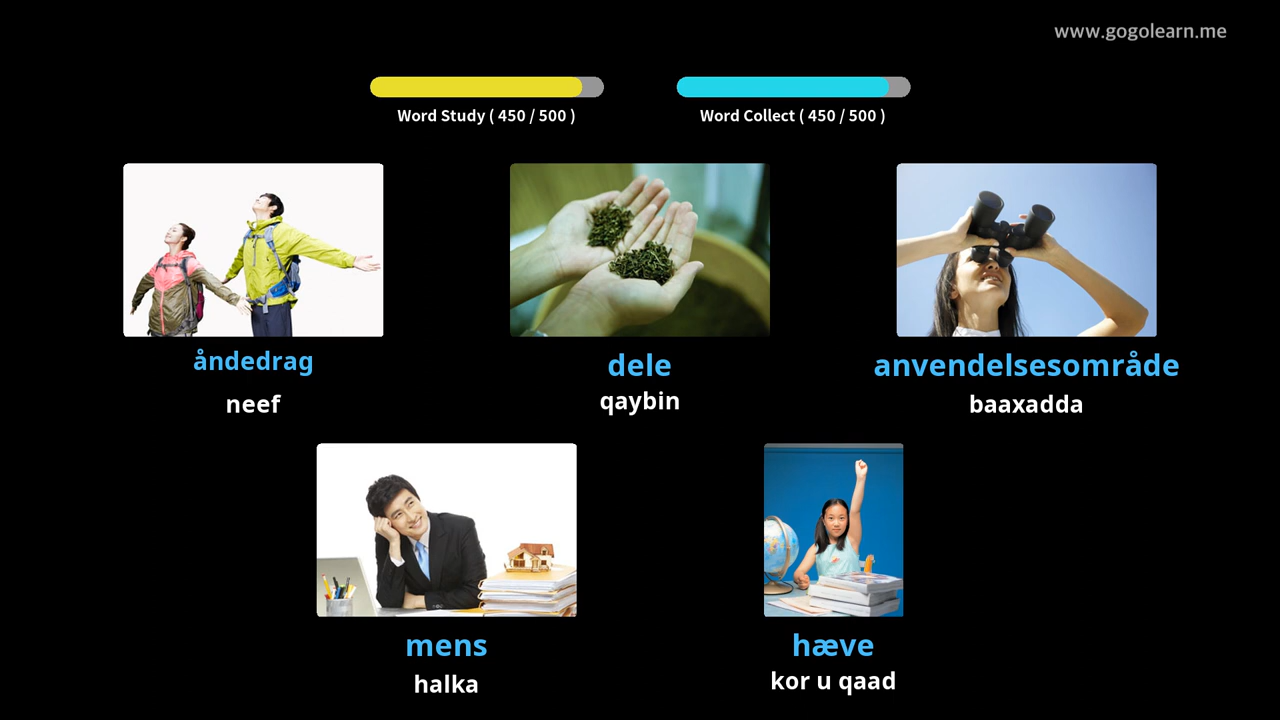 www.gogolearn.me
Word Study ( 450 / 500 )
Word Collect ( 450 / 500 )
åndedrag
neef
dele
qaybin
anvendelsesområde
baaxadda
mens
halka
hæve
kor u qaad